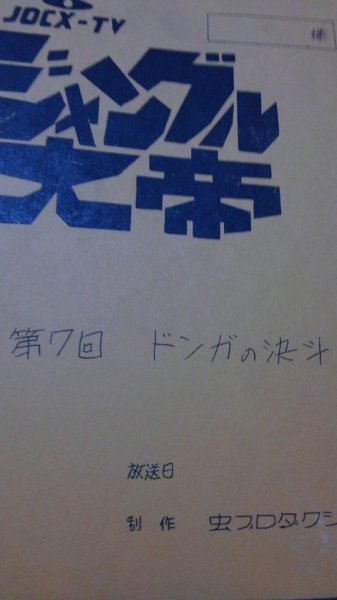 JOCX-TV
様
ジャングル
大帝
第7回 ドンガの決斗
放送日
制作 虫プロダクシ